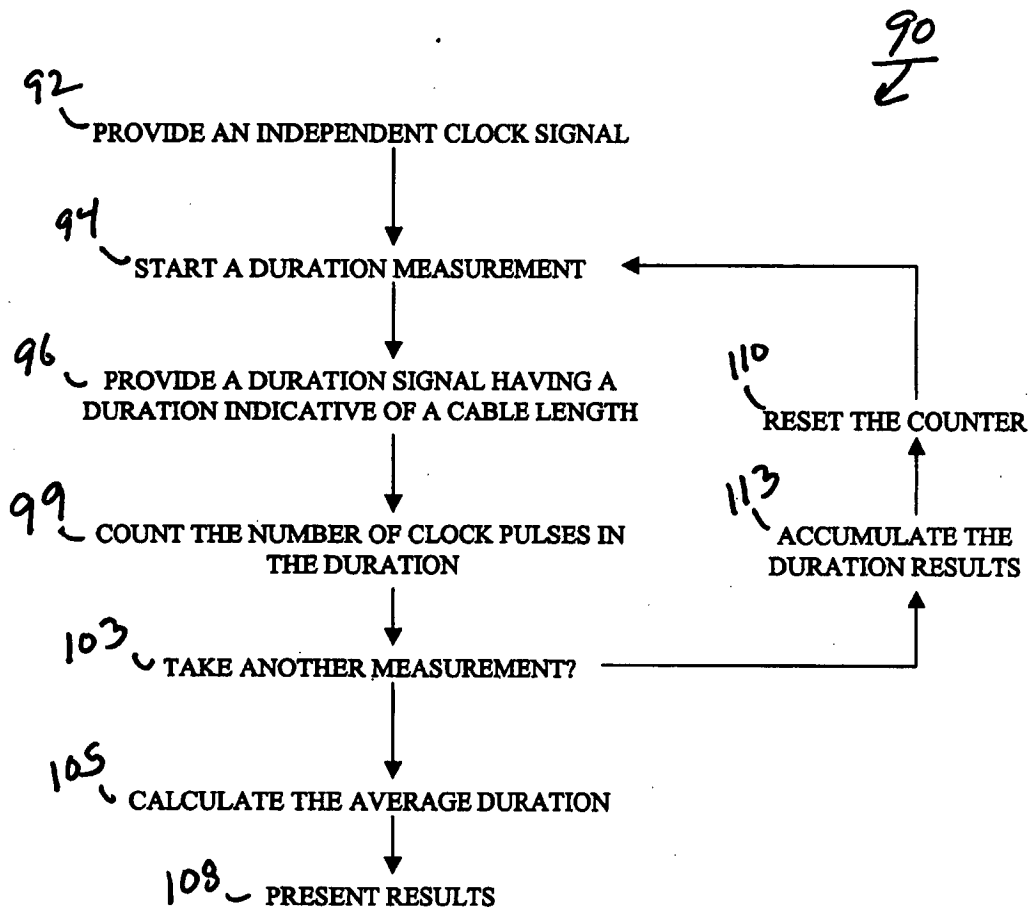 90
92
PROVIDE AN INDEPENDENT CLOCK SIGNAL
94
START A DURATION MEASUREMENT
96
PROVIDE A DURATION SIGNAL HAVING A
DURATION INDICATIVE OF A CABLE LENGTH
110
RESET THE COUNTER
99
COUNT THE NUMBER OF CLOCK PULSES IN
THE DURATION
113
ACCUMULATE THE
DURATION RESULTS
103
TAKE ANOTHER MEASUREMENT?
105
CALCULATE THE AVERAGE DURATION
108
PRESENT RESULTS